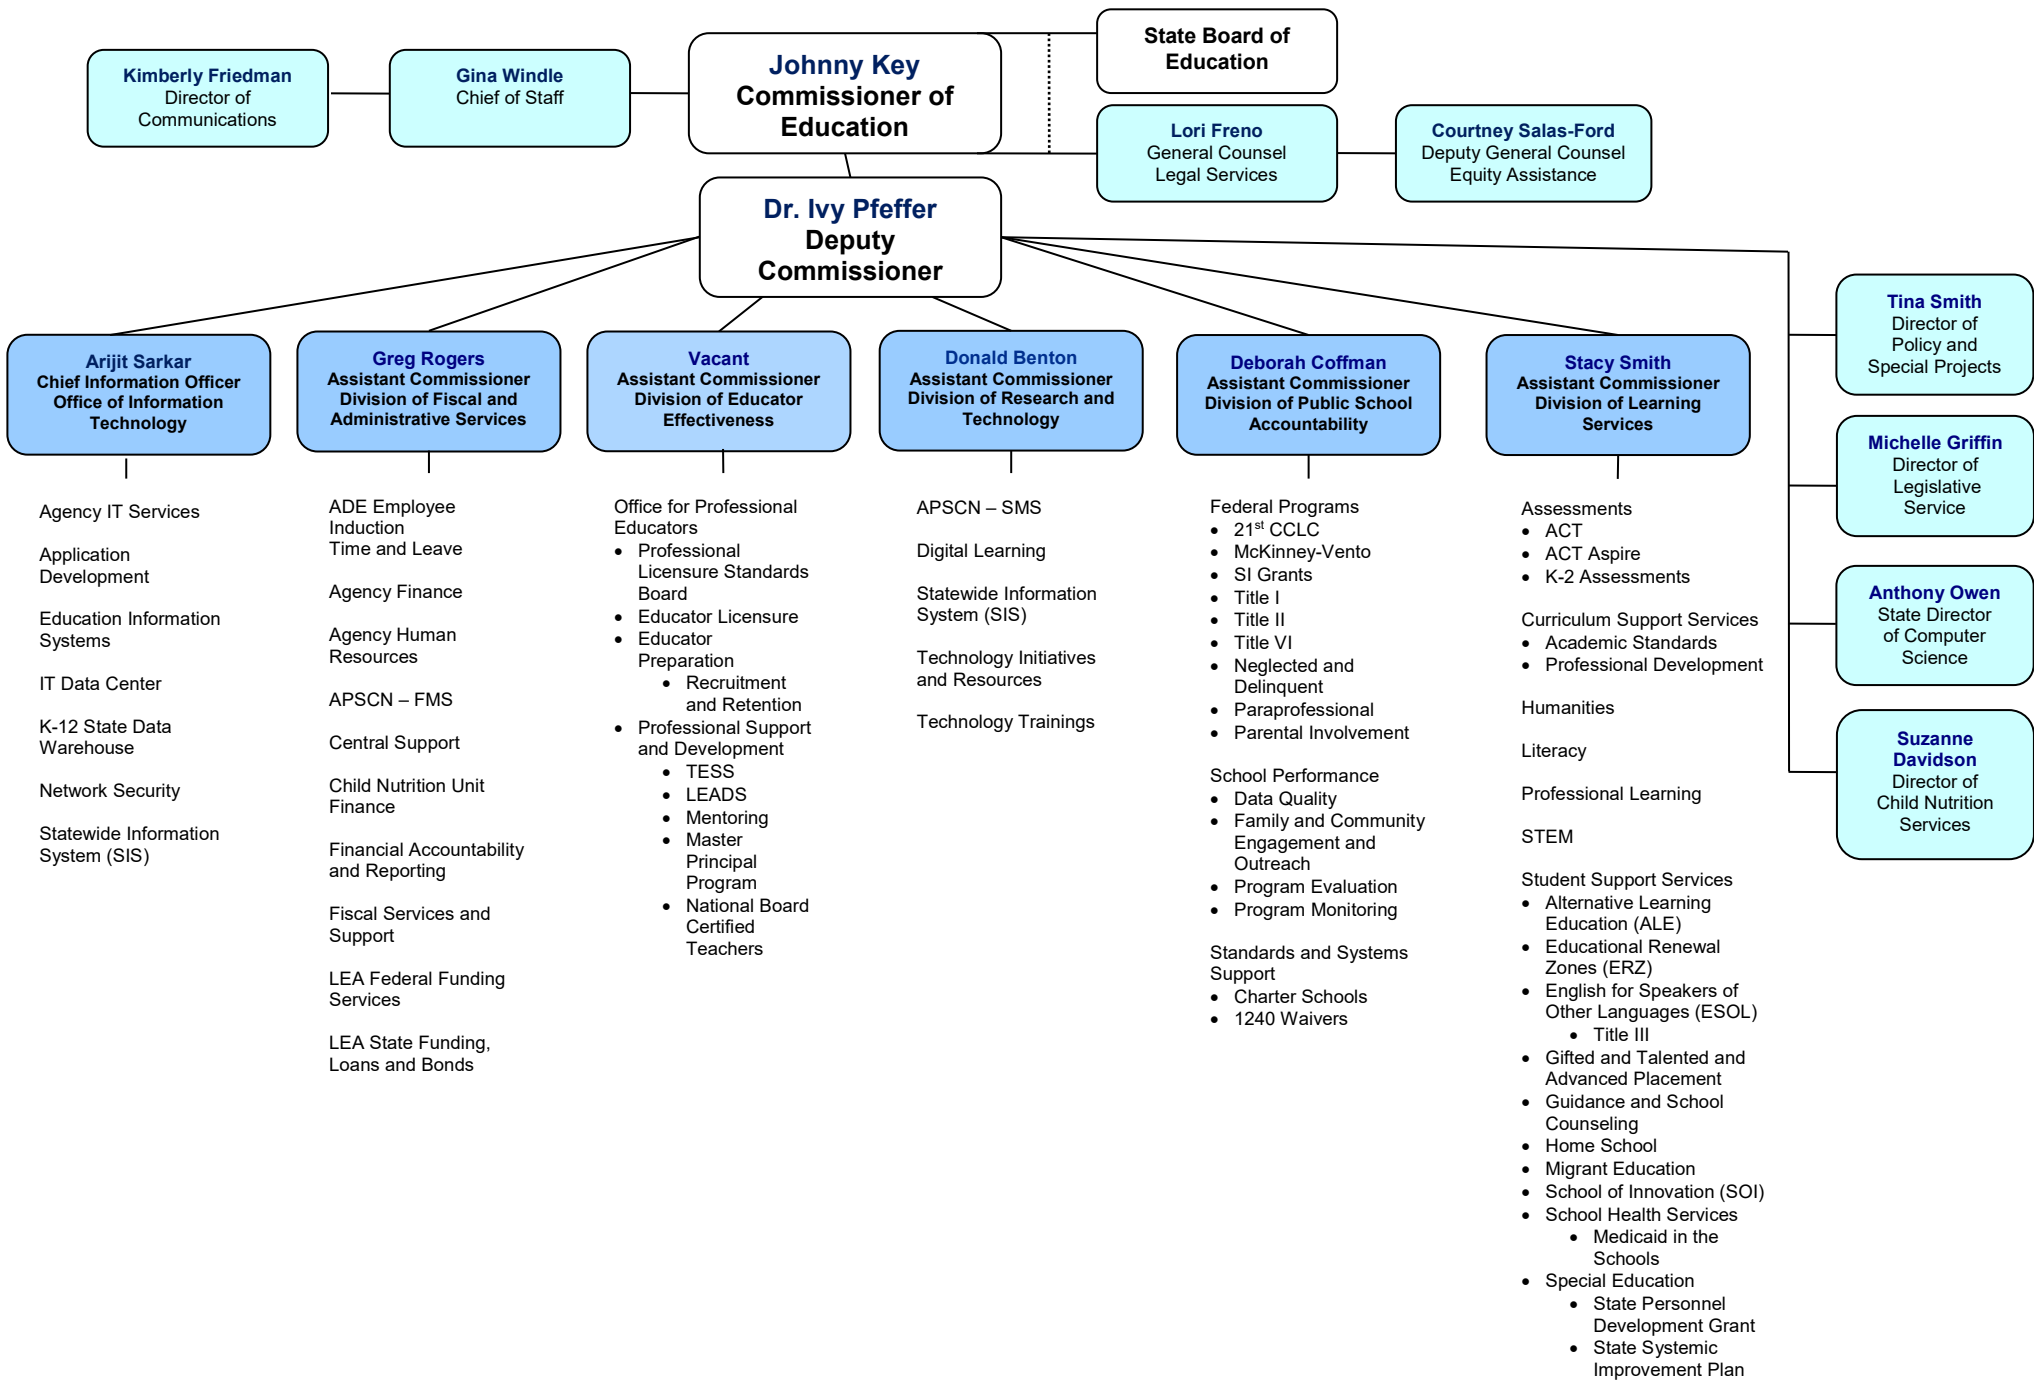 Kimberly Friedman
Director of
Communications
Gina Windle
Chief of Staff
Johnny Key
Commissioner of
Education
State Board of
Education
Lori Freno
General Counsel
Legal Services
Courtney Salas-Ford
Deputy General Counsel
Equity Assistance
Dr. Ivy Pfeffer
Deputy
Commissioner
Arijit Sarkar
Chief Information Officer
Office of Information
Technology
Agency IT Services
Application
Development
Education Information
Systems
IT Data Center
K-12 State Data
Warehouse
Network Security
Statewide Information
System (SIS)
Greg Rogers
Assistant Commissioner
Division of Fiscal and
Administrative Services
ADE Employee
Induction
Time and Leave
Agency Finance
Agency Human
Resources
APSCN – FMS
Central Support
Child Nutrition Unit
Finance
Financial Accountability
and Reporting
Fiscal Services and
Support
LEA Federal Funding
Services
LEA State Funding,
Loans and Bonds
Vacant
Assistant Commissioner
Division of Educator
Effectiveness
Office for Professional
Educators
• Professional
Licensure Standards
Board
• Educator Licensure
• Educator
Preparation
• Recruitment
and Retention
• Professional Support
and Development
• TESS
• LEADS
• Mentoring
• Master
Principal
Program
• National Board
Certified
Teachers
Donald Benton
Assistant Commissioner
Division of Research and
Technology
APSCN – SMS
Digital Learning
Statewide Information
System (SIS)
Technology Initiatives
and Resources
Technology Trainings
Deborah Coffman
Assistant Commissioner
Division of Public School
Accountability
Federal Programs
• 21st CCLC
• McKinney-Vento
• SI Grants
• Title I
• Title II
• Title VI
• Neglected and
Delinquent
• Paraprofessional
• Parental Involvement
School Performance
• Data Quality
• Family and Community
Engagement and
Outreach
• Program Evaluation
• Program Monitoring
Standards and Systems
Support
• Charter Schools
• 1240 Waivers
Stacy Smith
Assistant Commissioner
Division of Learning
Services
Assessments
• ACT
• ACT Aspire
• K-2 Assessments
Curriculum Support Services
• Academic Standards
• Professional Development
Humanities
Literacy
Professional Learning
STEM
Student Support Services
• Alternative Learning
Education (ALE)
• Educational Renewal
Zones (ERZ)
• English for Speakers of
Other Languages (ESOL)
• Title III
• Gifted and Talented and
Advanced Placement
• Guidance and School
Counseling
• Home School
• Migrant Education
• School of Innovation (SOI)
• School Health Services
• Medicaid in the
Schools
• Special Education
• State Personnel
Development Grant
• State Systemic
Improvement Plan
Tina Smith
Director of
Policy and
Special Projects
Michelle Griffin
Director of
Legislative
Service
Anthony Owen
State Director
of Computer
Science
Suzanne
Davidson
Director of
Child Nutrition
Services